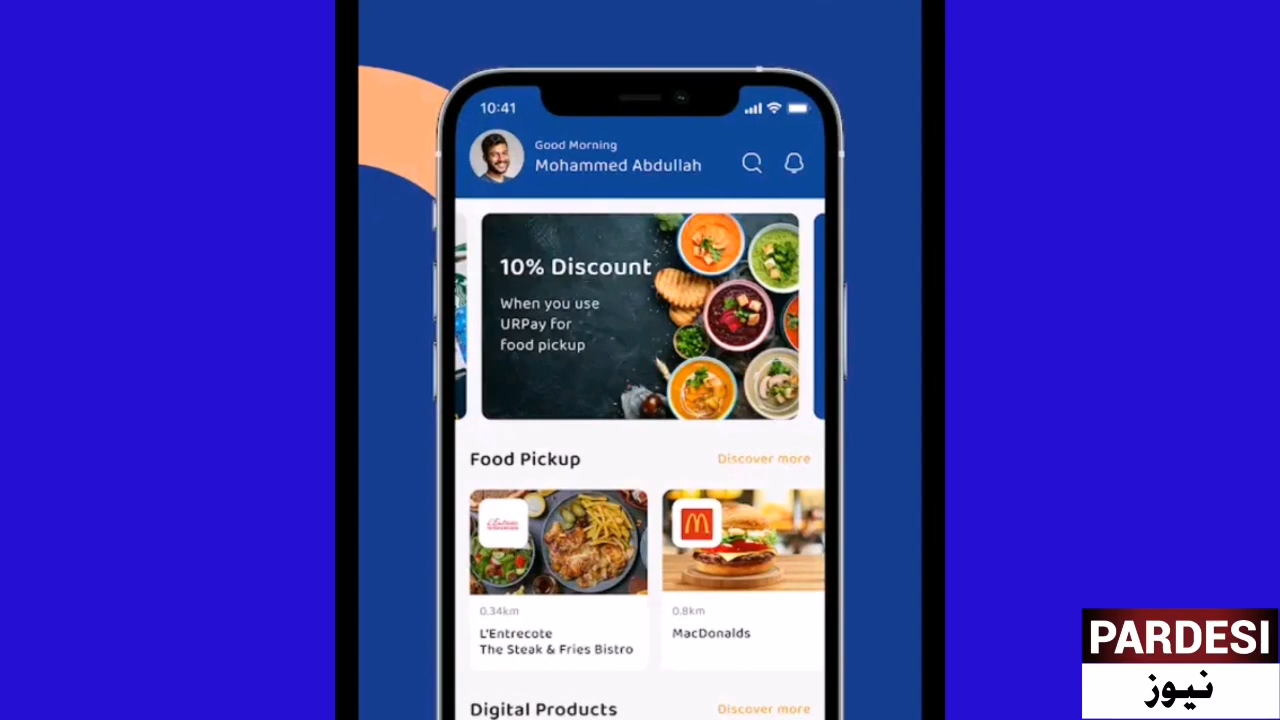 10:41
Good Morning
Mohammed Abdullah
10% Discount
When you use
URPay for
food pickup
Food Pickup
Discover more
L'Entrecote
0.34km
0.8km
L'Entrecote
The Steak & Fries Bistro
MacDonalds
Digital Products
Discover more
PARDESI
نیوز